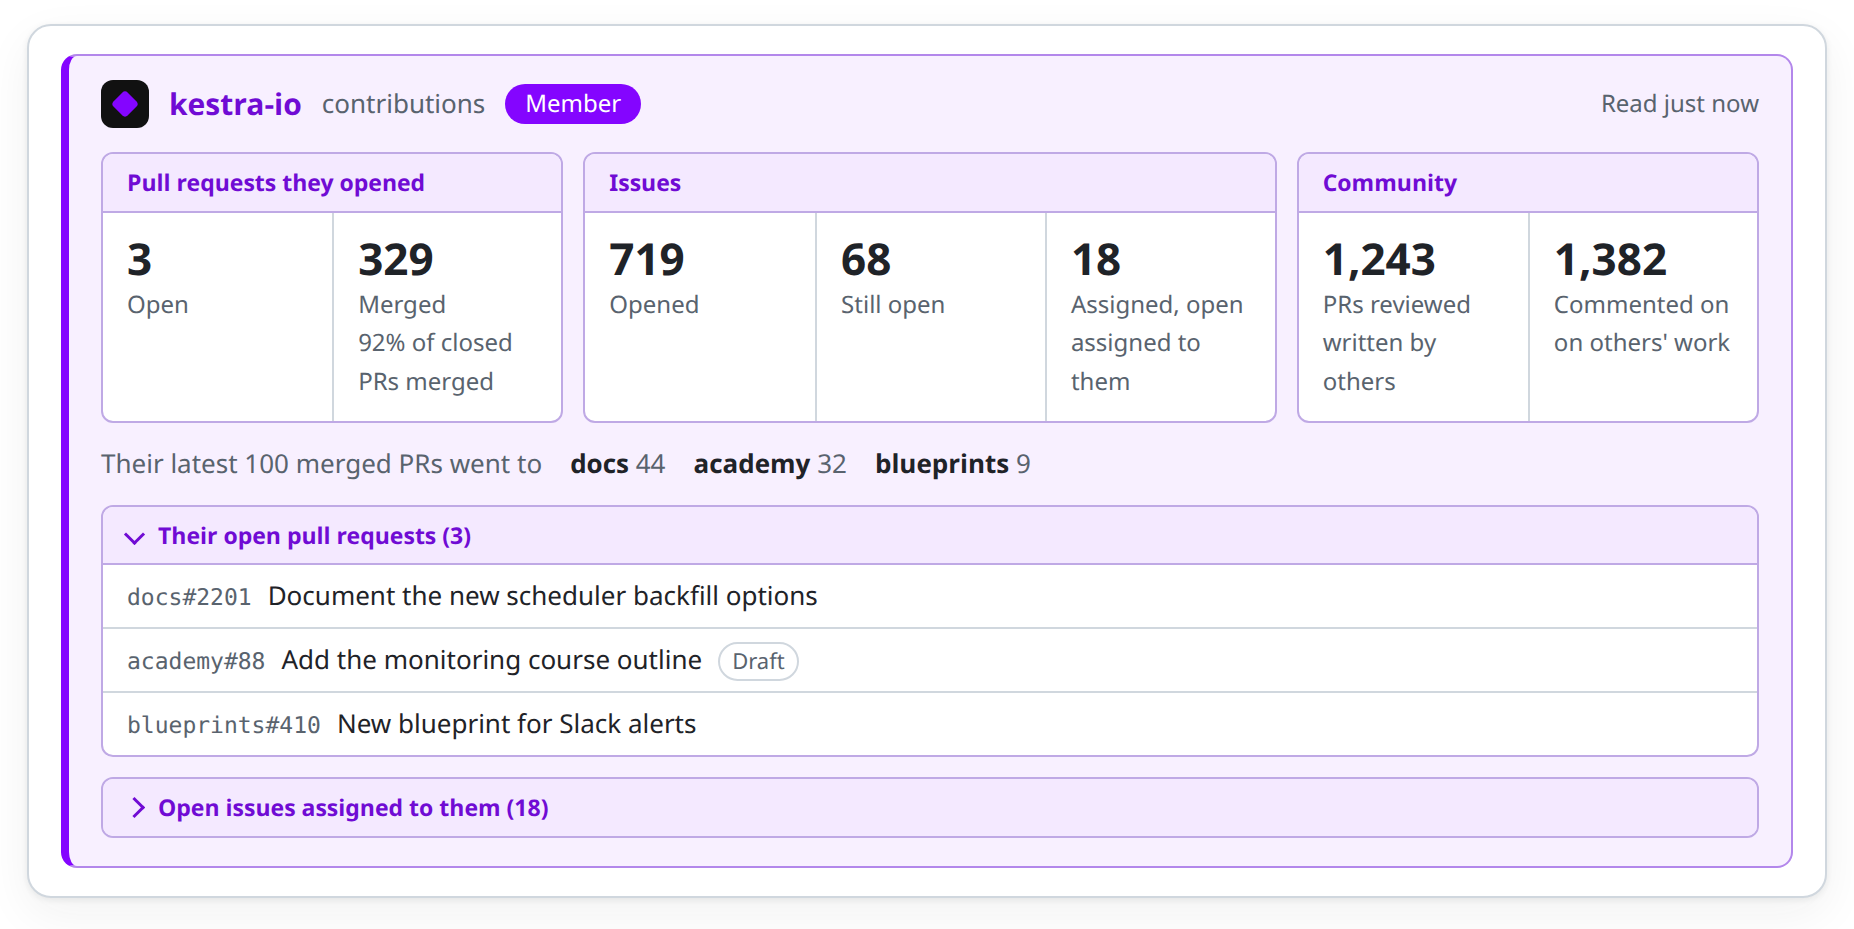 kestra-io contributions Member Read just now
Pull requests they opened
3
Open
329
Merged
92% of closed
PRs merged
Issues
719
Opened
68
Still open
18
Assigned, open
assigned to
them
Community
1,243
PRs reviewed
written by
others
1,382
Commented on
on others' work
Their latest 100 merged PRs went to docs 44 academy 32 blueprints 9
Their open pull requests (3)
docs#2201 Document the new scheduler backfill options
academy#88 Add the monitoring course outline Draft
blueprints#410 New blueprint for Slack alerts
Open issues assigned to them (18)